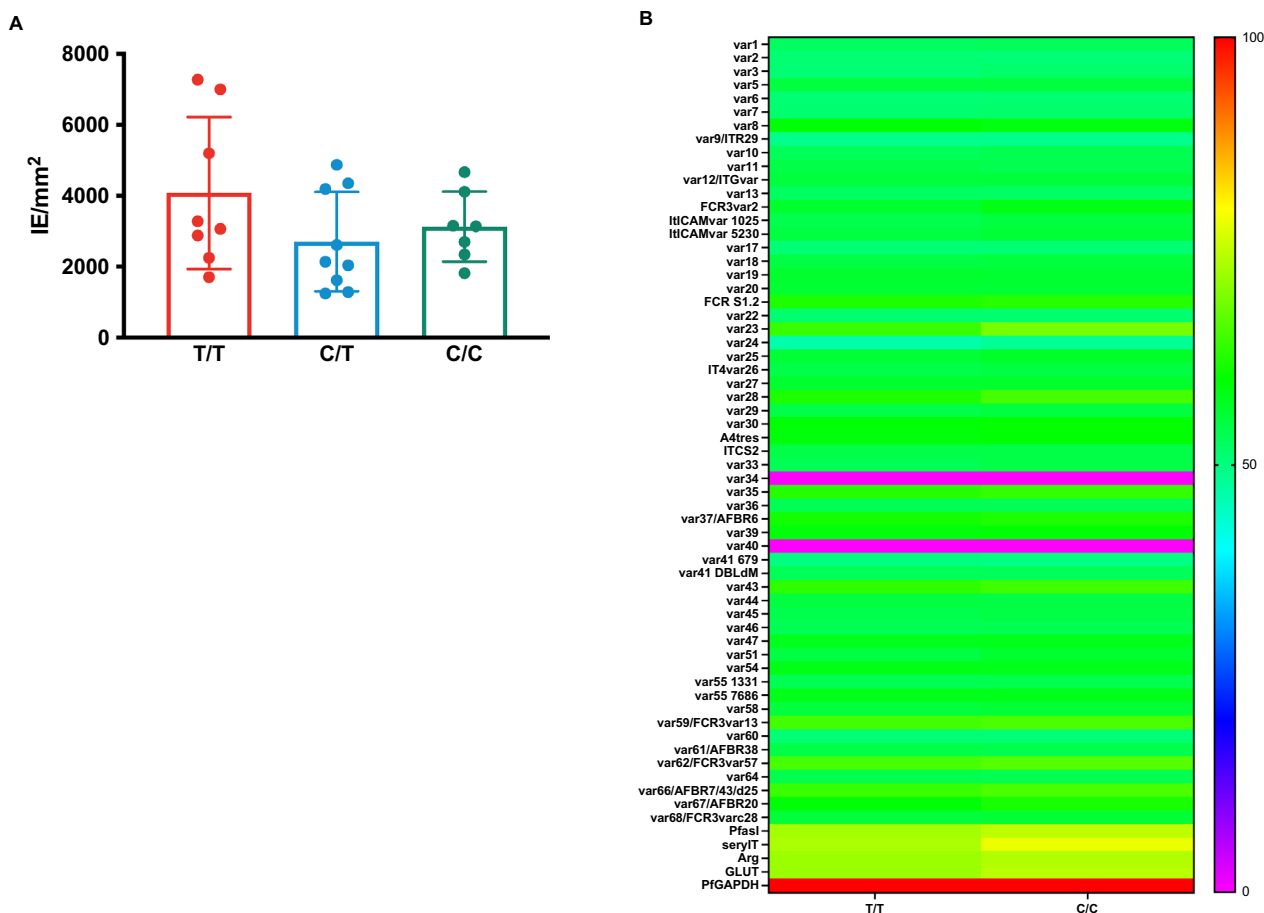 A
8000
6000
4000
2000
0
IE/mm²
T/T
C/T
C/C
B
var1
var2
var3
var5
var6
var7
var8
var9/ITR29
var10
var11
var12/ITGvar
var13
FCR3var2
ItICAMvar 1025
ItICAMvar 5230
var17
var18
var19
var20
FCR S1.2
var22
var23
var24
var25
IT4var26
var27
var28
var29
var30
A4tres
ITCS2
var33
var34
var35
var36
var37/AFBR6
var39
var40
var41 679
var41 DBLdM
var43
var44
var45
var46
var47
var51
var54
var55 1331
var55 7686
var58
var59/FCR3var13
var60
var61/AFBR38
var62/FCR3var57
var64
var66/AFBR7/43/d25
var67/AFBR20
var68/FCR3varc28
PfasI
serylT
Arg
GLUT
PfGAPDH
T/T
C/C
100
50
0